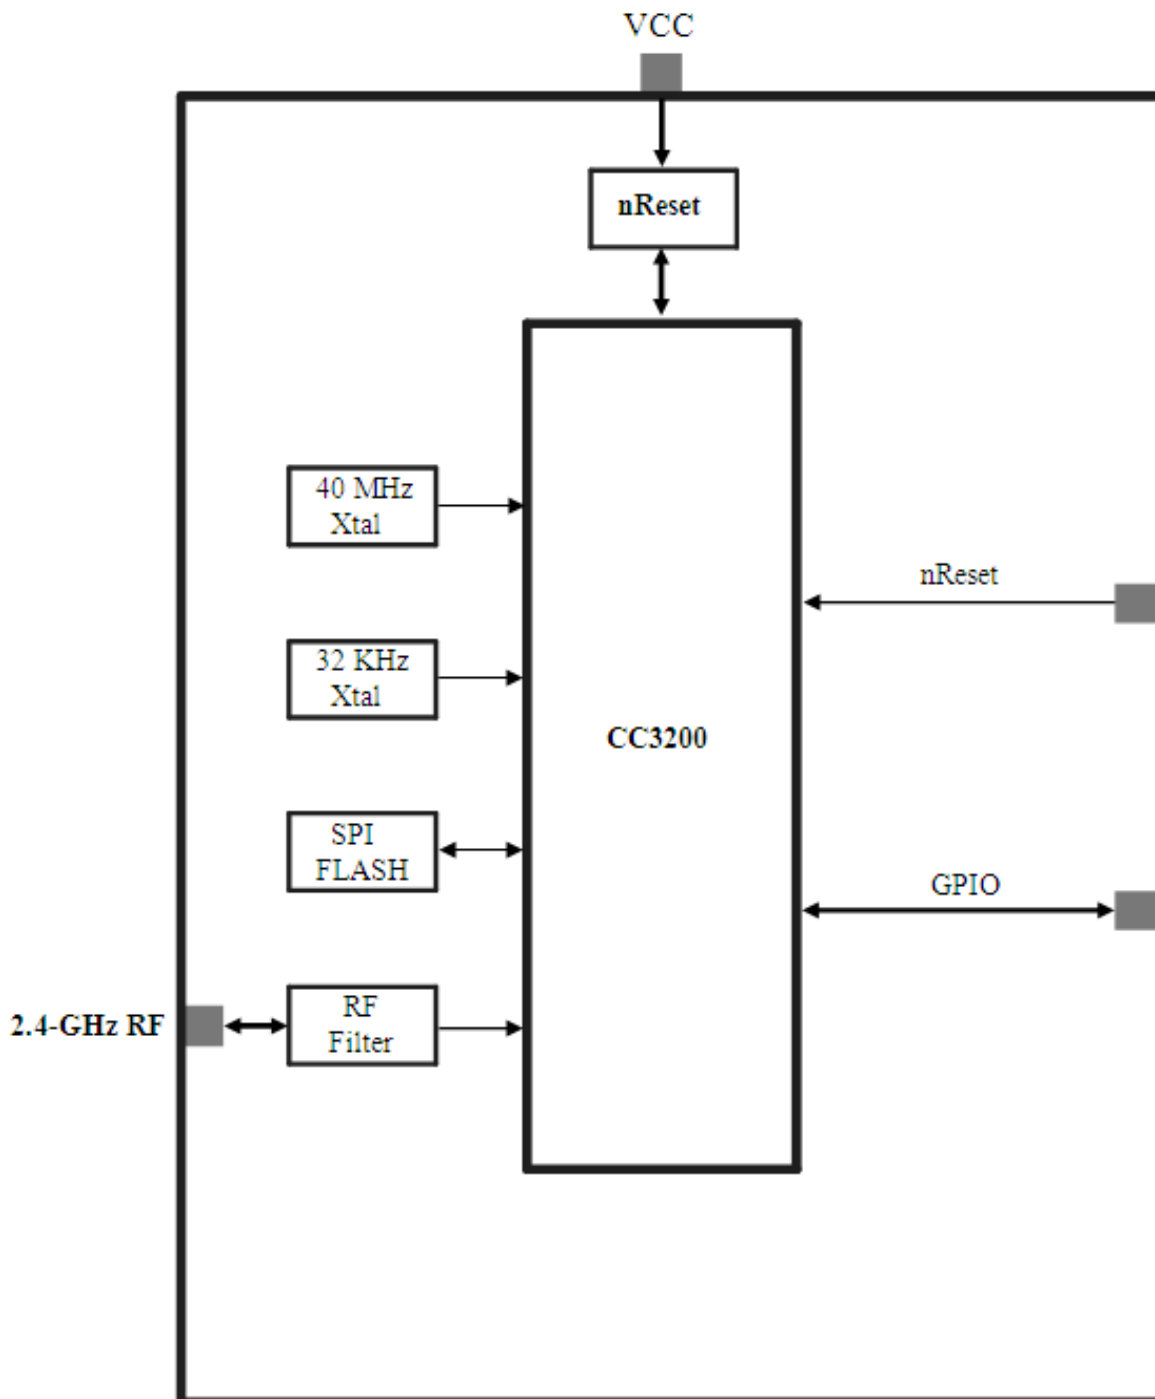 VCC
nReset
40 MHz
Xtal
nReset
32 KHz
Xtal
CC3200
SPI
FLASH
GPIO
RF
Filter
2.4-GHz RF